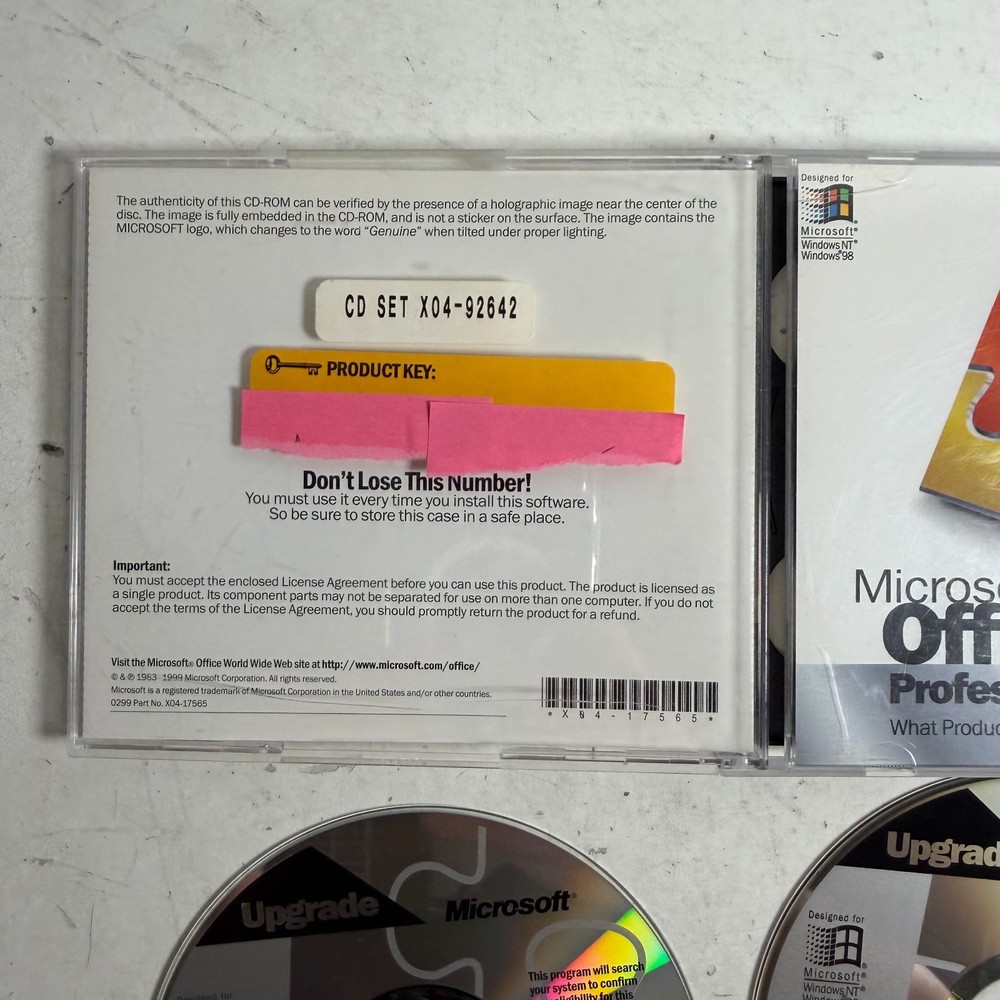 The authenticity of this CD-ROM can be verified by the presence of a holographic image near the center of the
disc. The image is fully embedded in the CD-ROM, and is not a sticker on the surface. The image contains the
MICROSOFT logo, which changes to the word “Genuine” when tilted under proper lighting.
CD SET X04-92642
PRODUCT KEY:
Don't Lose This Number!
You must use it every time you install this software.
So be sure to store this case in a safe place.
Important:
You must accept the enclosed License Agreement before you can use this product. The product is licensed as
a single product. Its component parts may not be separated for use on more than one computer. If you do not
accept the terms of the License Agreement, you should promptly return the product for a refund.
Visit the Microsoft® Office World Wide Web site at http://www.microsoft.com/office/
© & ℗ 1983-1999 Microsoft Corporation. All rights reserved.
Microsoft is a registered trademark of Microsoft Corporation in the United States and/or other countries.
0299 Part No. X04-17565
*X04-17565*
Designed for
Microsoft®
Windows NT®
Windows®98
Micros
Off
Profes
What Produc
Upgrade
Microsoft®
This program will search
your system to confirm
eligibility for this
Upgrad
Designed for
Microsoft®
Windows NT®